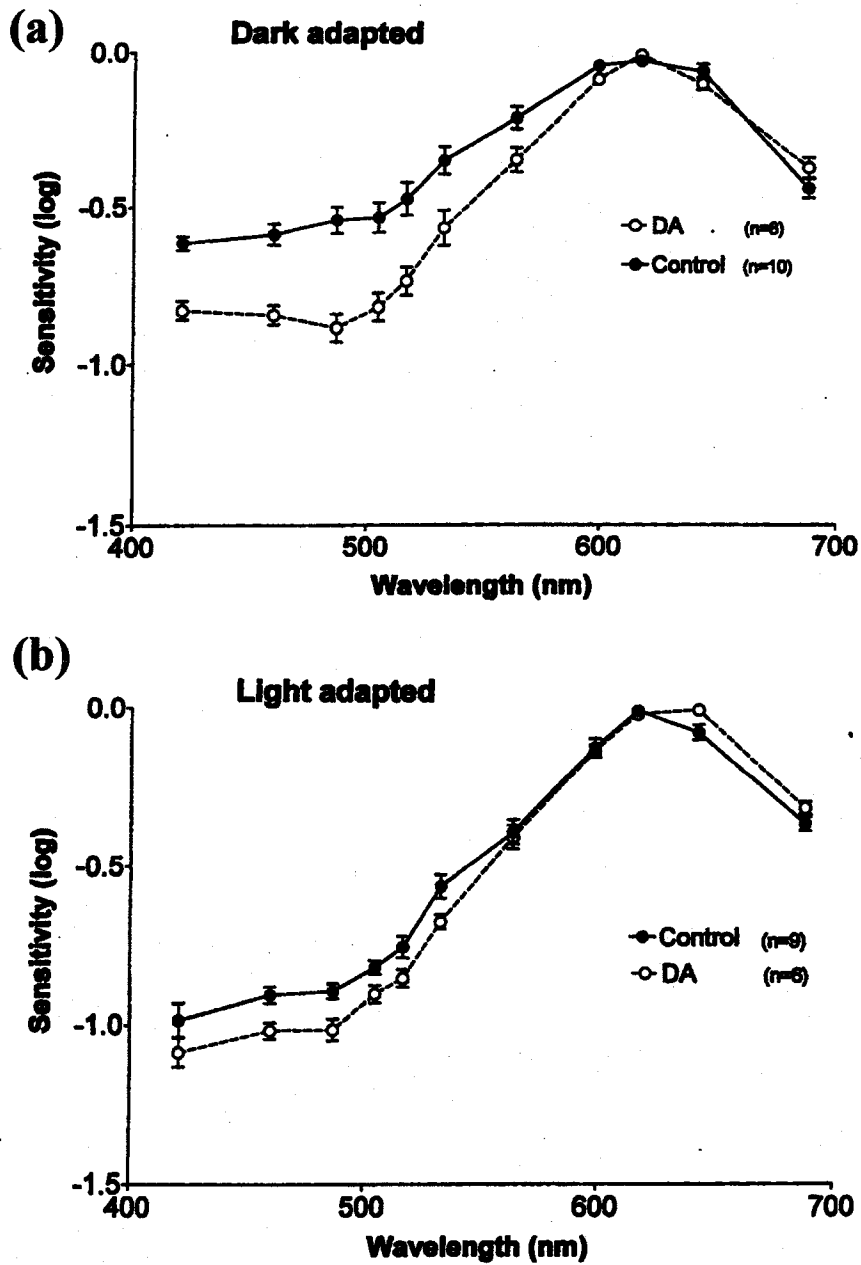 (a)
Dark adapted
0.0
-0.5
-1.0
-1.5
Sensitivity (log)
DA (n=6)
Control (n=10)
400 500 600 700
Wavelength (nm)
(b)
Light adapted
0.0
-0.5
-1.0
-1.5
Sensitivity (log)
Control (n=9)
DA (n=6)
400 500 600 700
Wavelength (nm)